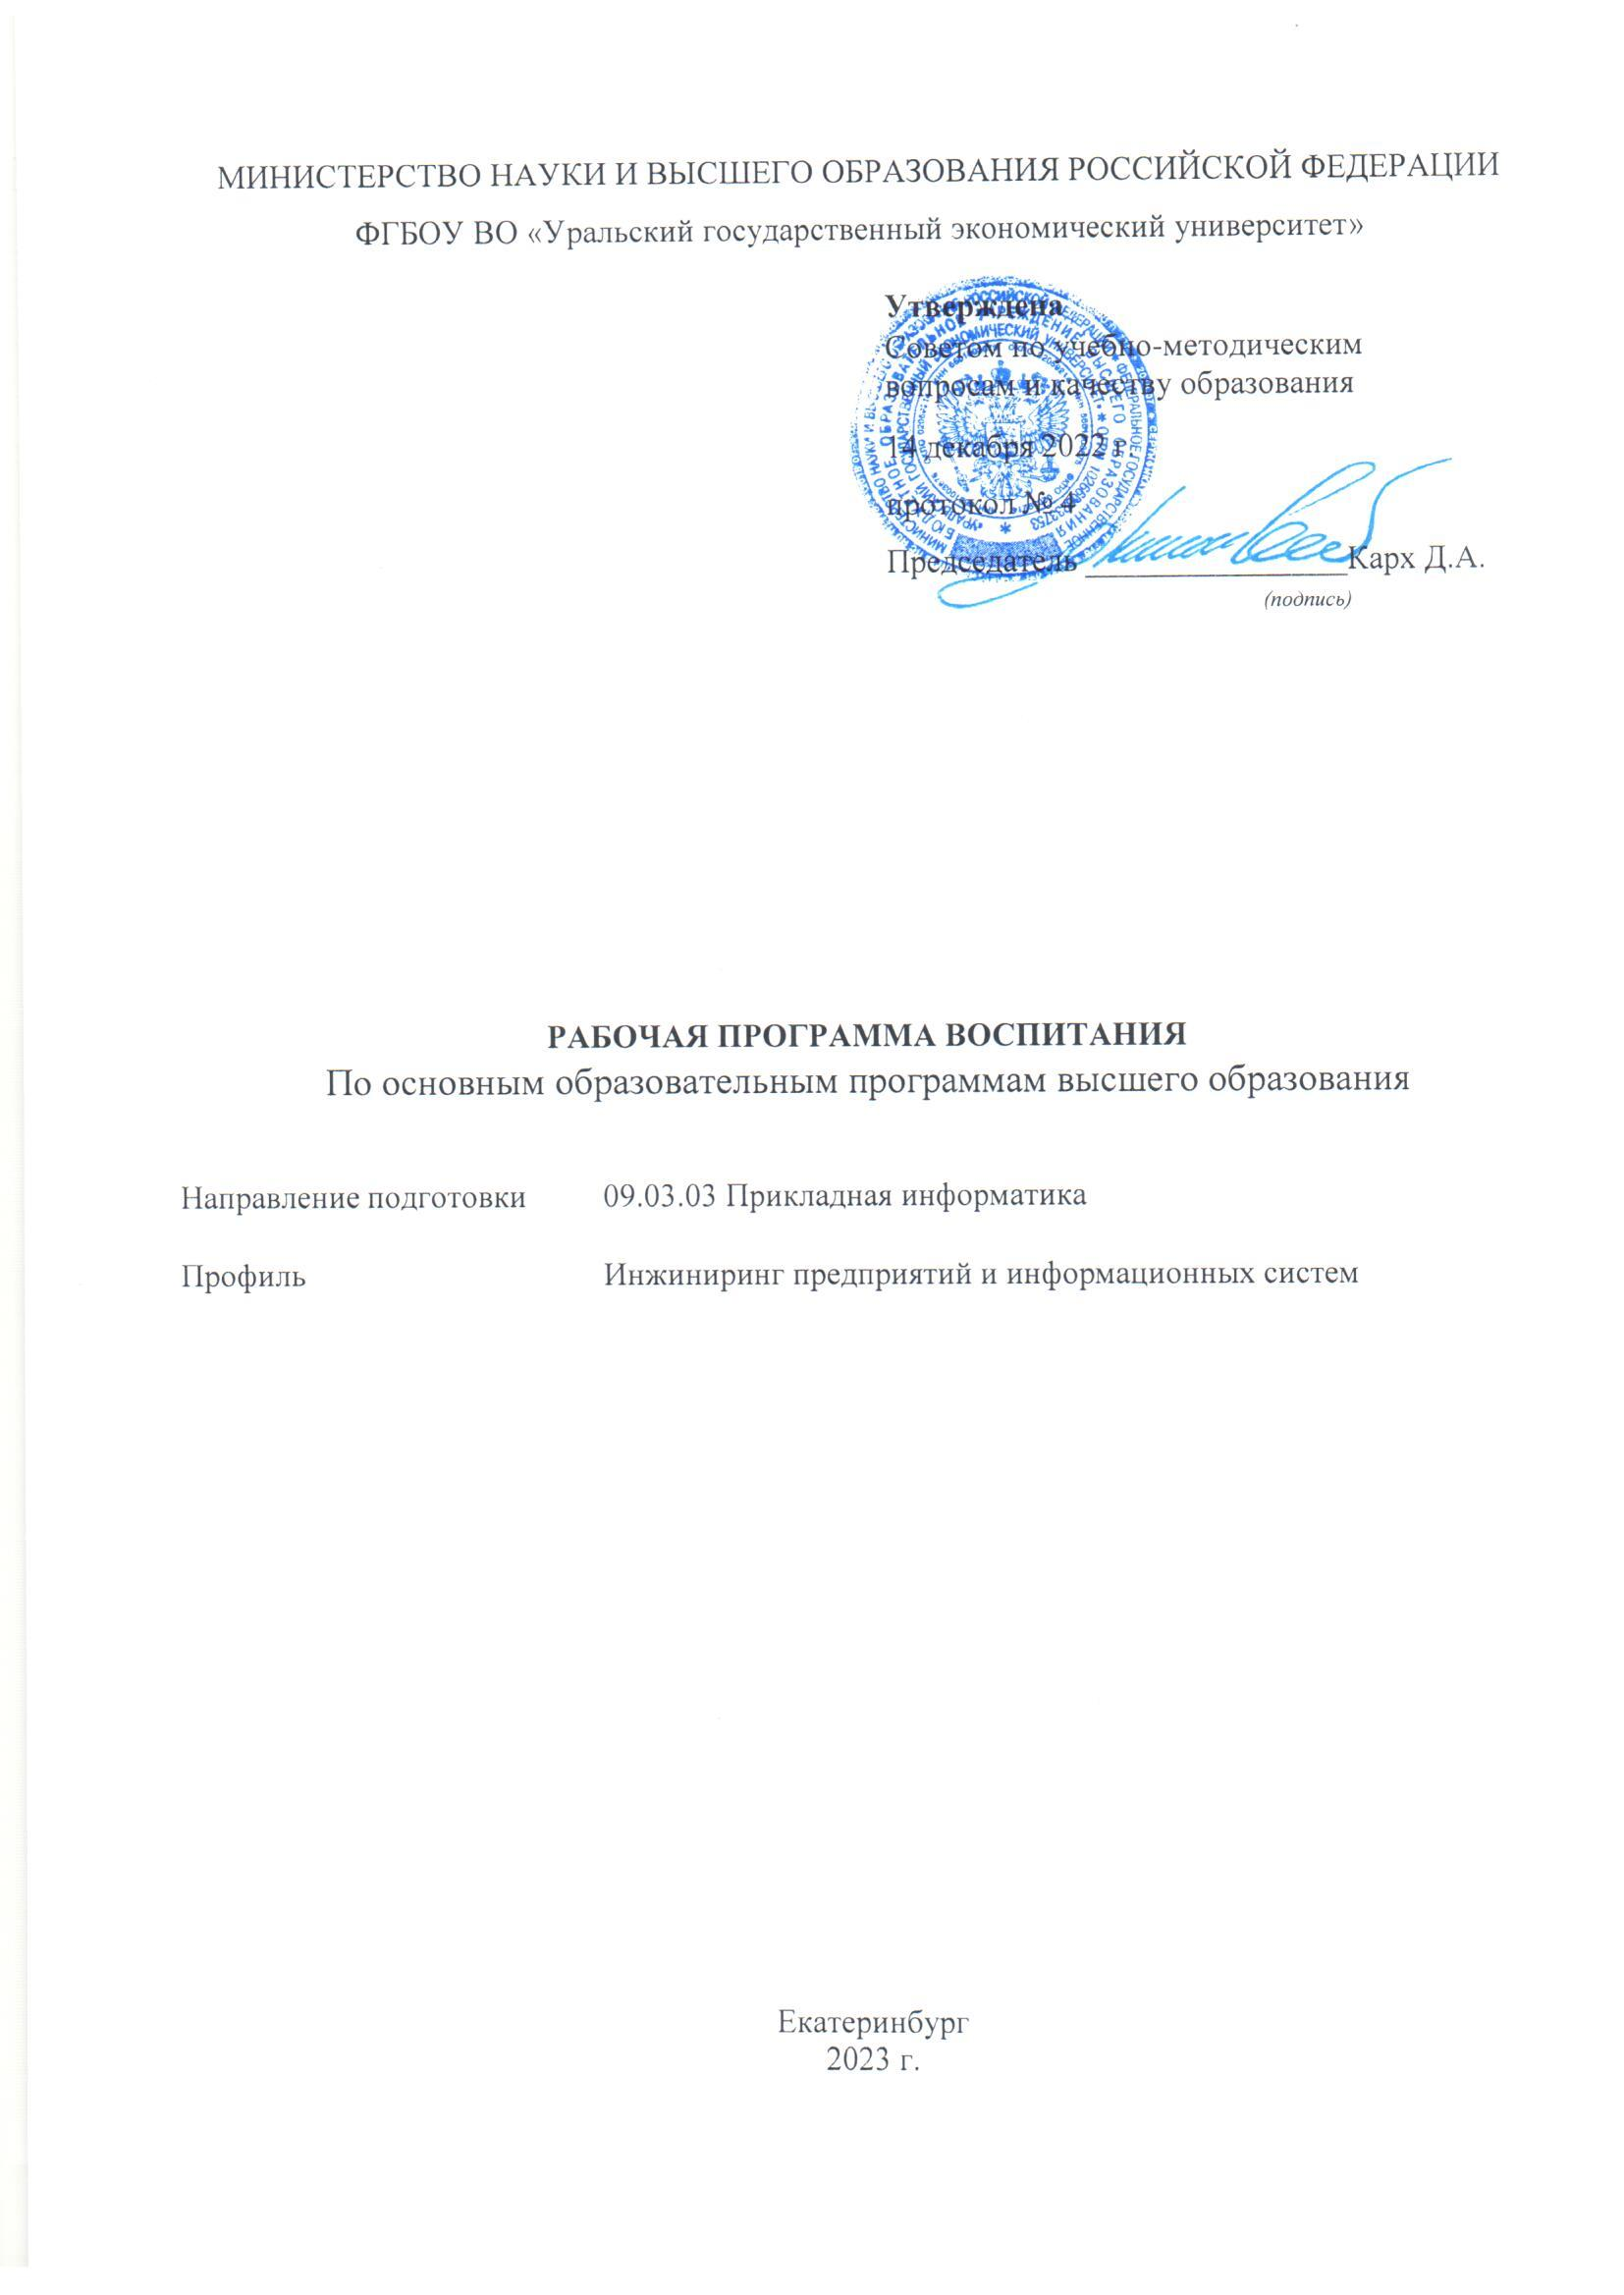 МИНИСТЕРСТВО НАУКИ И ВЫСШЕГО ОБРАЗОВАНИЯ РОССИЙСКОЙ ФЕДЕРАЦИИ
ФГБОУ ВО «Уральский государственный экономический университет»
Утверждена
Советом по учебно-методическим
вопросам и качеству образования
14 декабря 2022 г.
протокол № 4
Председатель ________________Карх Д.А.
(подпись)
РАБОЧАЯ ПРОГРАММА ВОСПИТАНИЯ
По основным образовательным программам высшего образования
Направление подготовки 09.03.03 Прикладная информатика
Профиль Инжиниринг предприятий и информационных систем
Екатеринбург
2023 г.